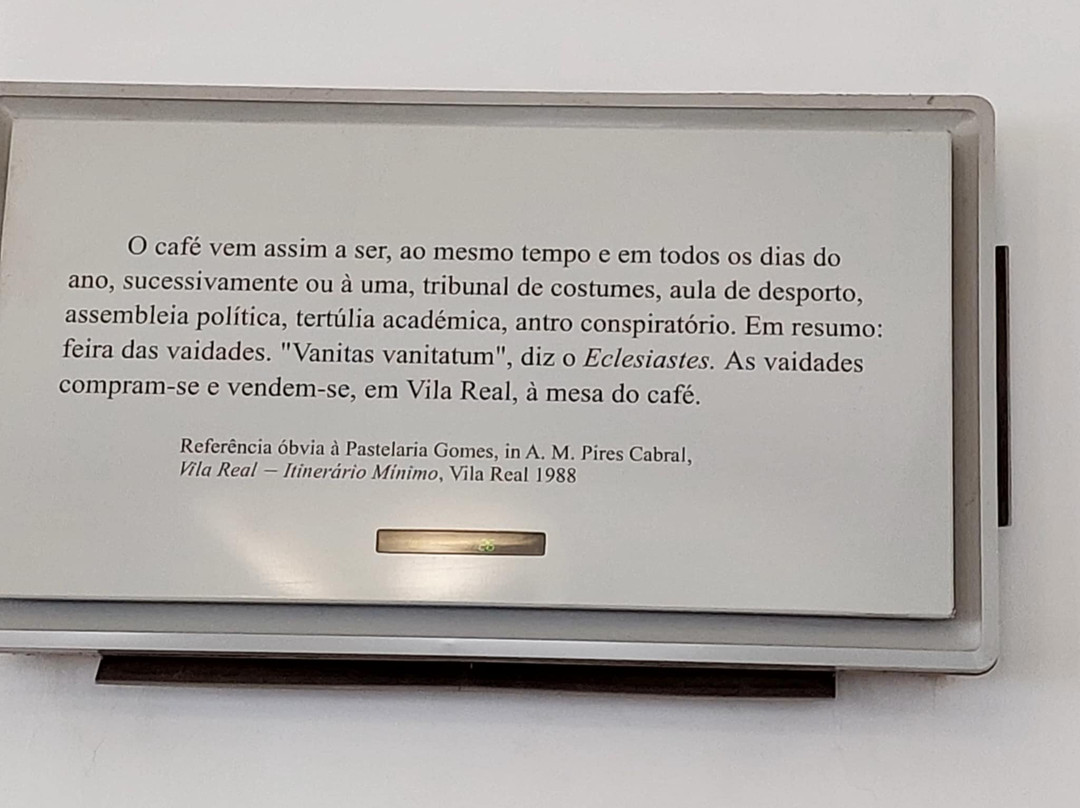 O café vem assim a ser, ao mesmo tempo e em todos os dias do
ano, sucessivamente ou à uma, tribunal de costumes, aula de desporto,
assembleia política, tertúlia académica, antro conspiratório. Em resumo:
feira das vaidades. "Vanitas vanitatum", diz o Eclesiastes. As vaidades
compram-se e vendem-se, em Vila Real, à mesa do café.
Referência óbvia à Pastelaria Gomes, in A. M. Pires Cabral,
Vila Real – Itinerário Mínimo, Vila Real 1988